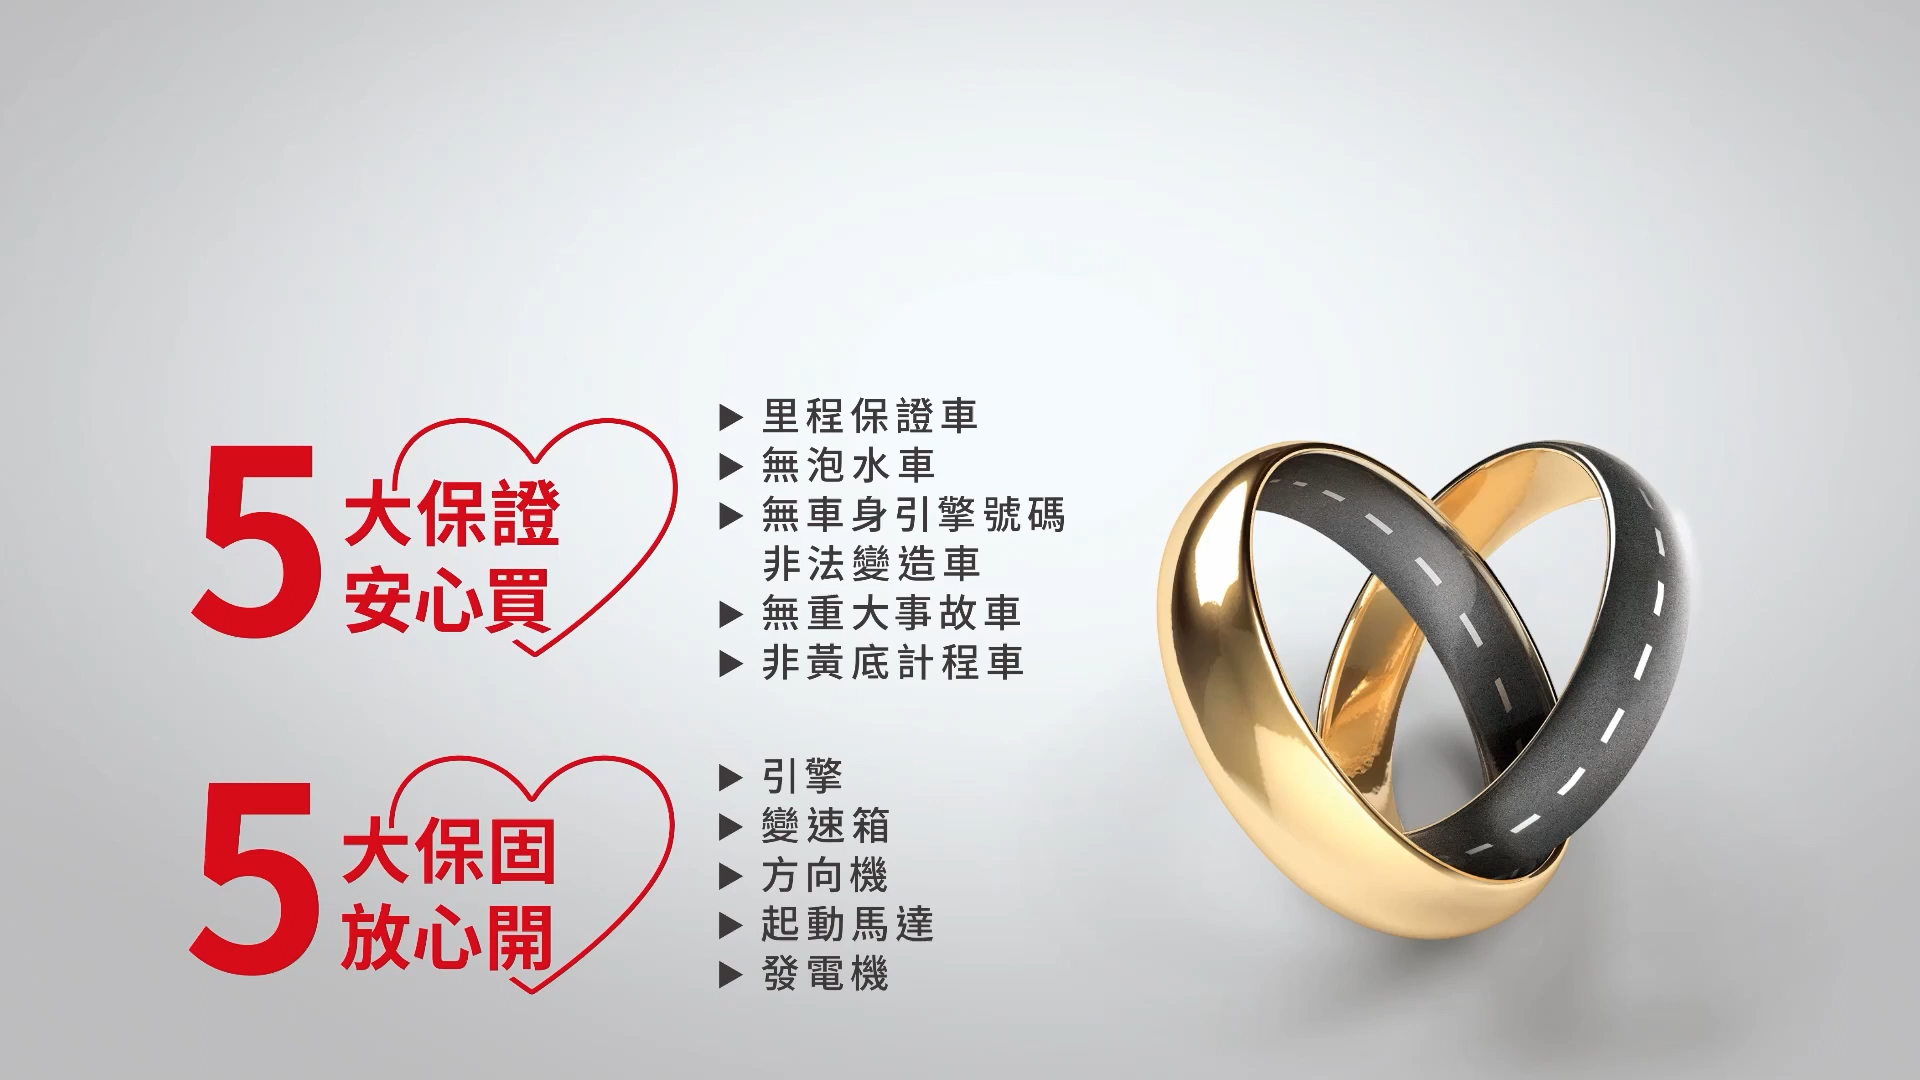 5大保證
安心買
▶ 里程保證車
▶ 無泡水車
▶ 無車身引擎號碼
非法變造車
▶ 無重大事故車
▶ 非黃底計程車
5大保固
放心開
▶ 引擎
▶ 變速箱
▶ 方向機
▶ 起動馬達
▶ 發電機